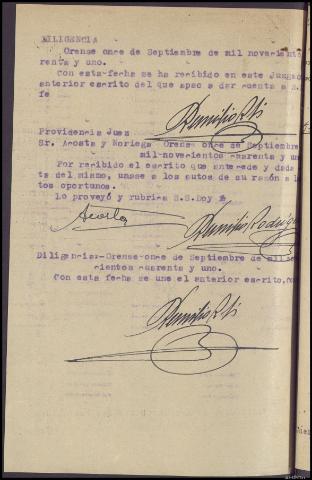 DILIGENCIA
Orense once de Septiembre de mil novecientos
renta y uno.
Con esta fecha se ha recibido en este Juzgado
anterior escrito del que apso a dar cuenta a S.
fe
Providencia Juez
Sr. Acosta y Noriega Orense once de Septiembre
mil novecientos cuarenta y un
Por recibido el escrito que antecede y dada
ta del mismo, unase a los autos de su razón a los
tos oportunos.
Lo proveyó y rubrica S.S. Doy fe
Acosta
Diligencia-Orense-once de Septiembre de mil
cientos cuarenta y uno.
Con esta fecha se une el anterior escrito,